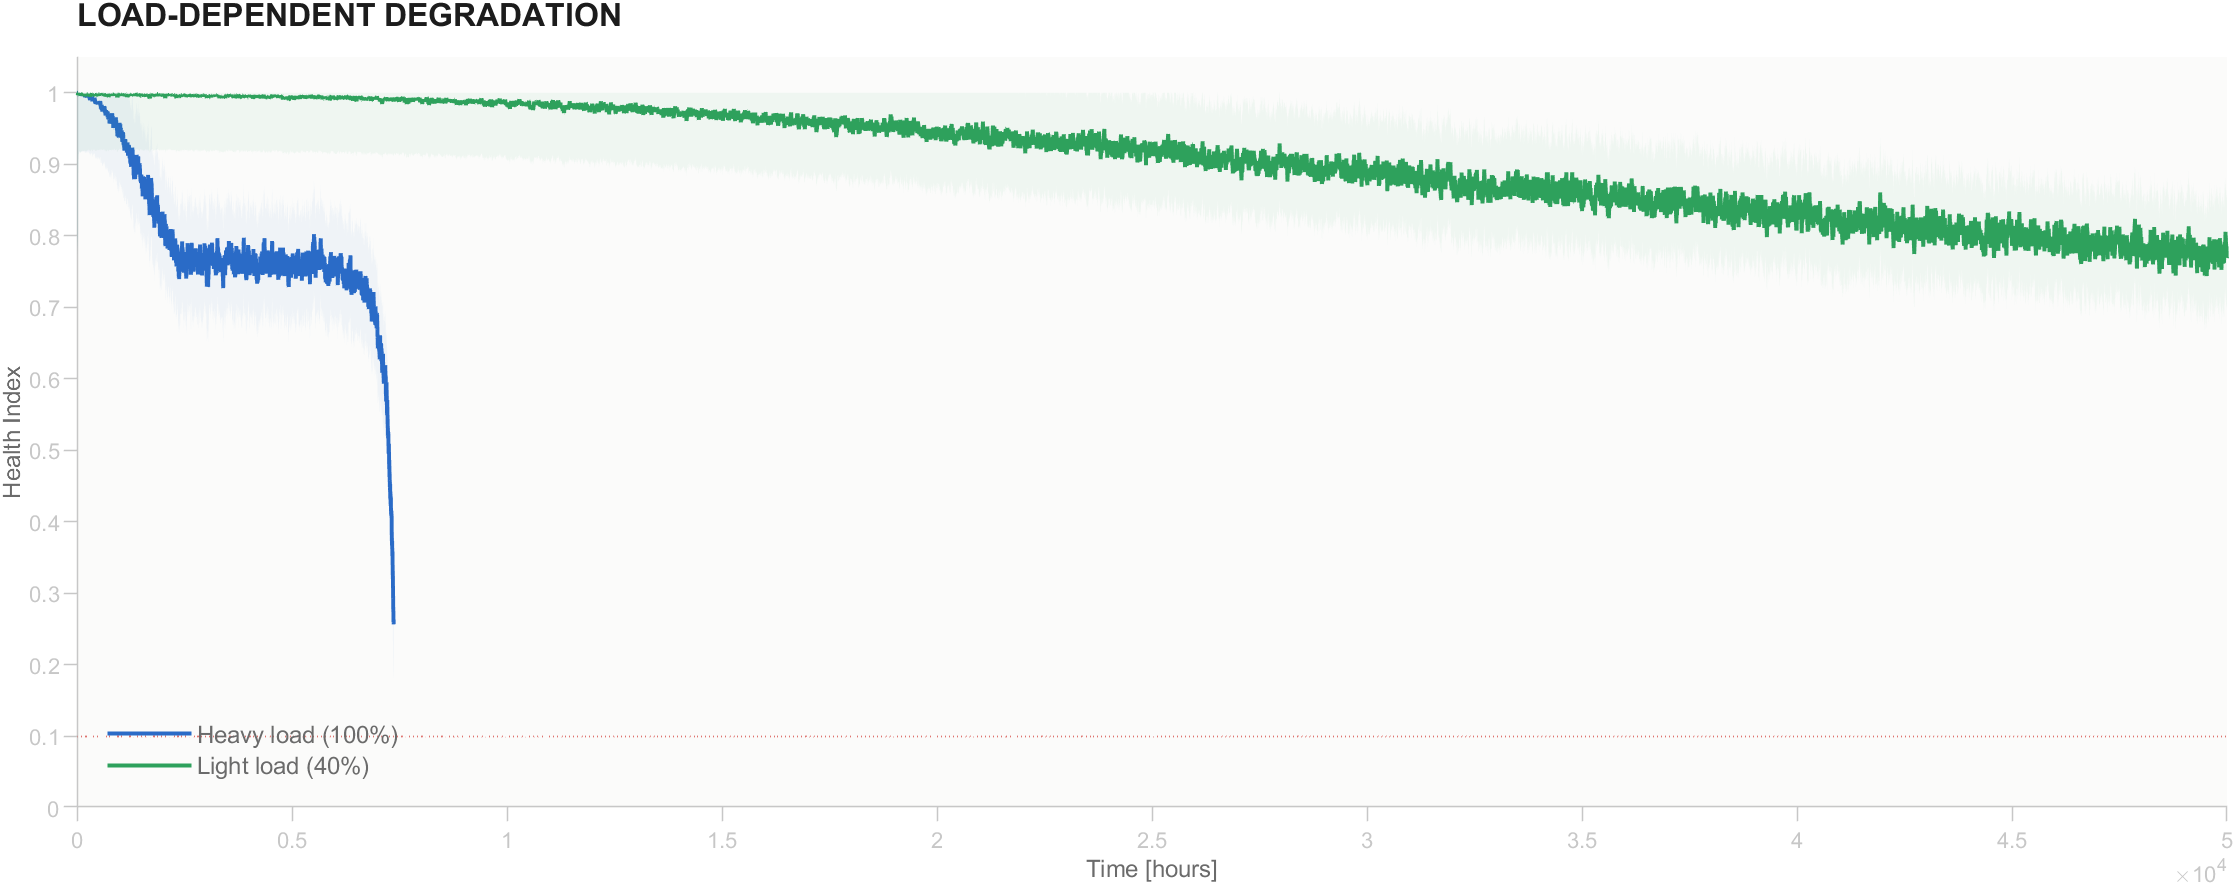 LOAD-DEPENDENT DEGRADATION
1
0.9
0.8
0.7
0.6
0.5
0.4
0.3
0.2
0.1
0
Health Index
Heavy load (100%)
Light load (40%)
0 0.5 1 1.5 2 2.5 3 3.5 4 4.5 5
Time [hours]
×10⁴